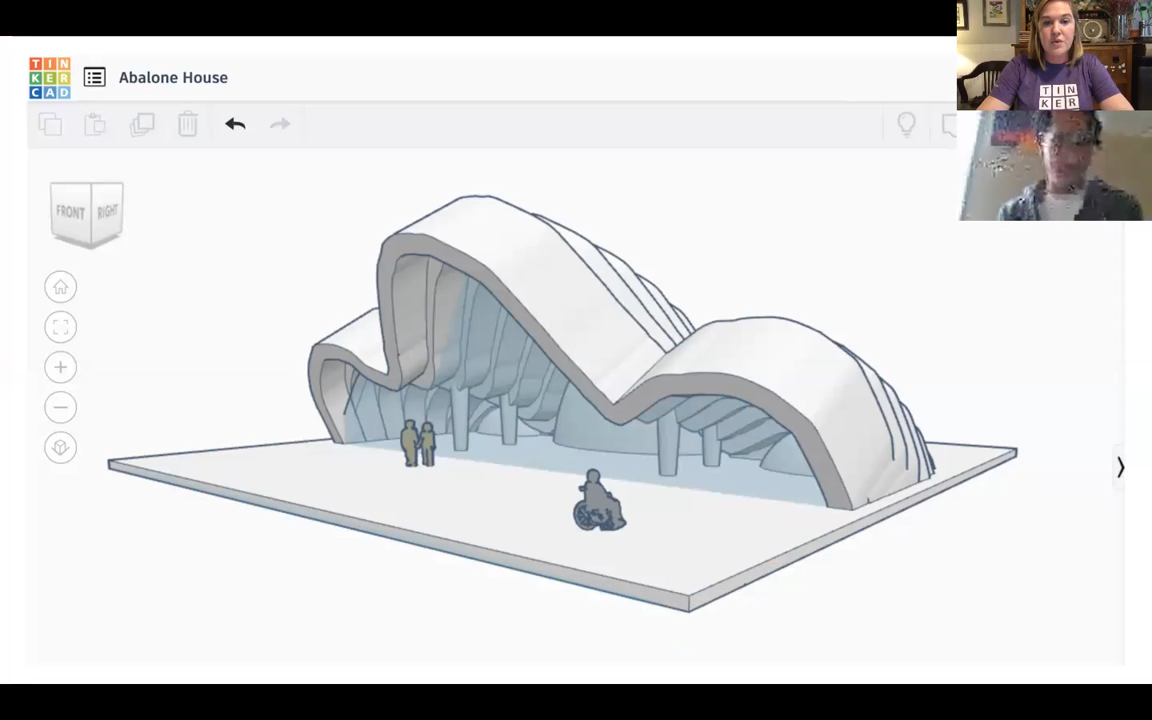 TIN
KER
CAD
Abalone House
FRONT
RIGHT
TIN
KER